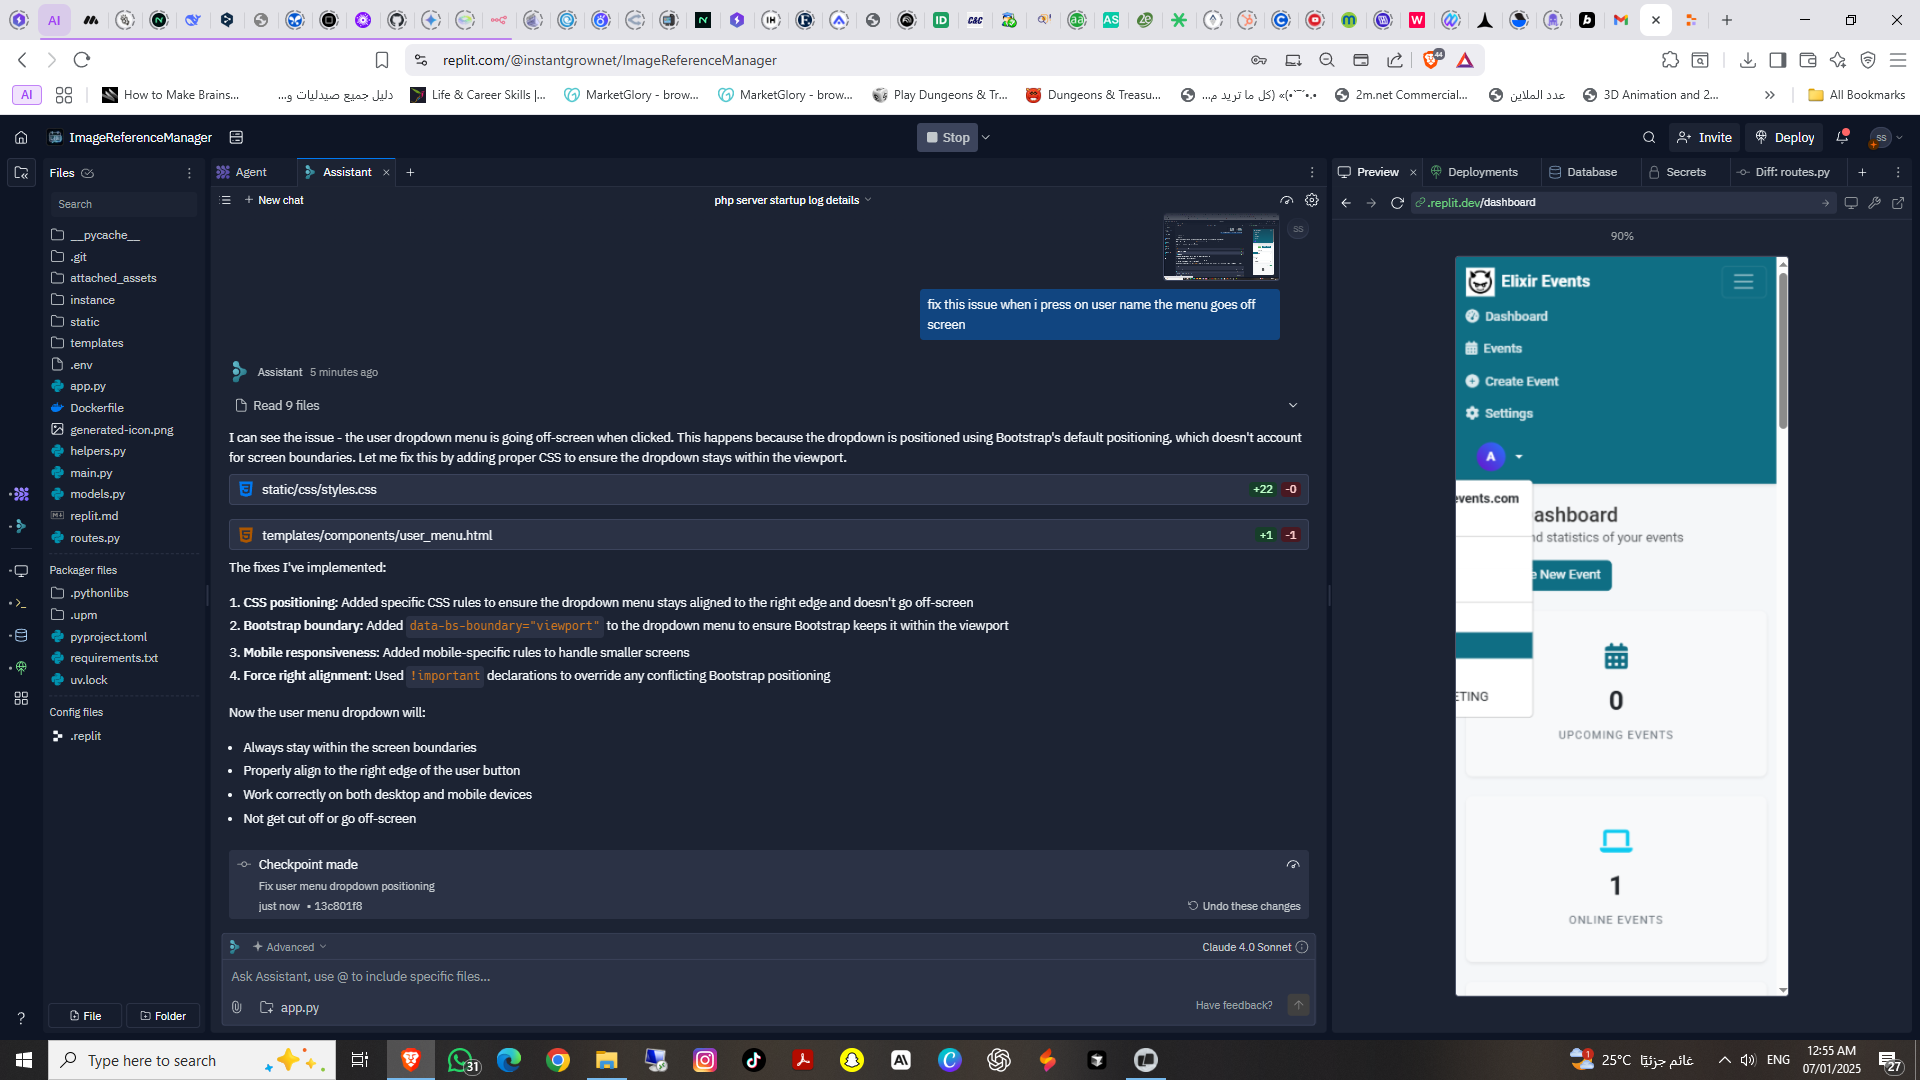 AI
replit.com/@instantgrownet/ImageReferenceManager
44
AI
How to Make Brains...
دليل جميع صيدليات و...
Life & Career Skills |...
MarketGlory - brow...
MarketGlory - brow...
Play Dungeons & Tr...
Dungeons & Treasu...
2m.net Commercial...
عدد الملاين
3D Animation and 2...
All Bookmarks
ImageReferenceManager
Stop
Invite
Deploy
SS
Files
Agent
Assistant
Preview
Deployments
Database
Secrets
Diff: routes.py
Search
New chat
php server startup log details
.replit.dev/dashboard
90%
__pycache__
.git
attached_assets
instance
static
templates
.env
app.py
Dockerfile
generated-icon.png
helpers.py
main.py
models.py
replit.md
routes.py
Packager files
.pythonlibs
.upm
pyproject.toml
requirements.txt
uv.lock
Config files
.replit
File
Folder
SS
fix this issue when i press on user name the menu goes off
screen
Assistant 5 minutes ago
Read 9 files
I can see the issue - the user dropdown menu is going off-screen when clicked. This happens because the dropdown is positioned using Bootstrap's default positioning, which doesn't account
for screen boundaries. Let me fix this by adding proper CSS to ensure the dropdown stays within the viewport.
static/css/styles.css +22 -0
templates/components/user_menu.html +1 -1
The fixes I've implemented:
1. CSS positioning: Added specific CSS rules to ensure the dropdown menu stays aligned to the right edge and doesn't go off-screen
2. Bootstrap boundary: Added data-bs-boundary="viewport" to the dropdown menu to ensure Bootstrap keeps it within the viewport
3. Mobile responsiveness: Added mobile-specific rules to handle smaller screens
4. Force right alignment: Used !important declarations to override any conflicting Bootstrap positioning
Now the user menu dropdown will:
• Always stay within the screen boundaries
• Properly align to the right edge of the user button
• Work correctly on both desktop and mobile devices
• Not get cut off or go off-screen
Checkpoint made
Fix user menu dropdown positioning
just now • 13c801f8
Undo these changes
Advanced
Claude 4.0 Sonnet
Ask Assistant, use @ to include specific files...
app.py
Have feedback?
Elixir Events
Dashboard
Events
Create Event
Settings
A
events.com
ashboard
nd statistics of your events
e New Event
ETING
0
UPCOMING EVENTS
1
ONLINE EVENTS
Type here to search
31
25°C غائم جزئيًا
ENG
12:55 AM
07/01/2025
27